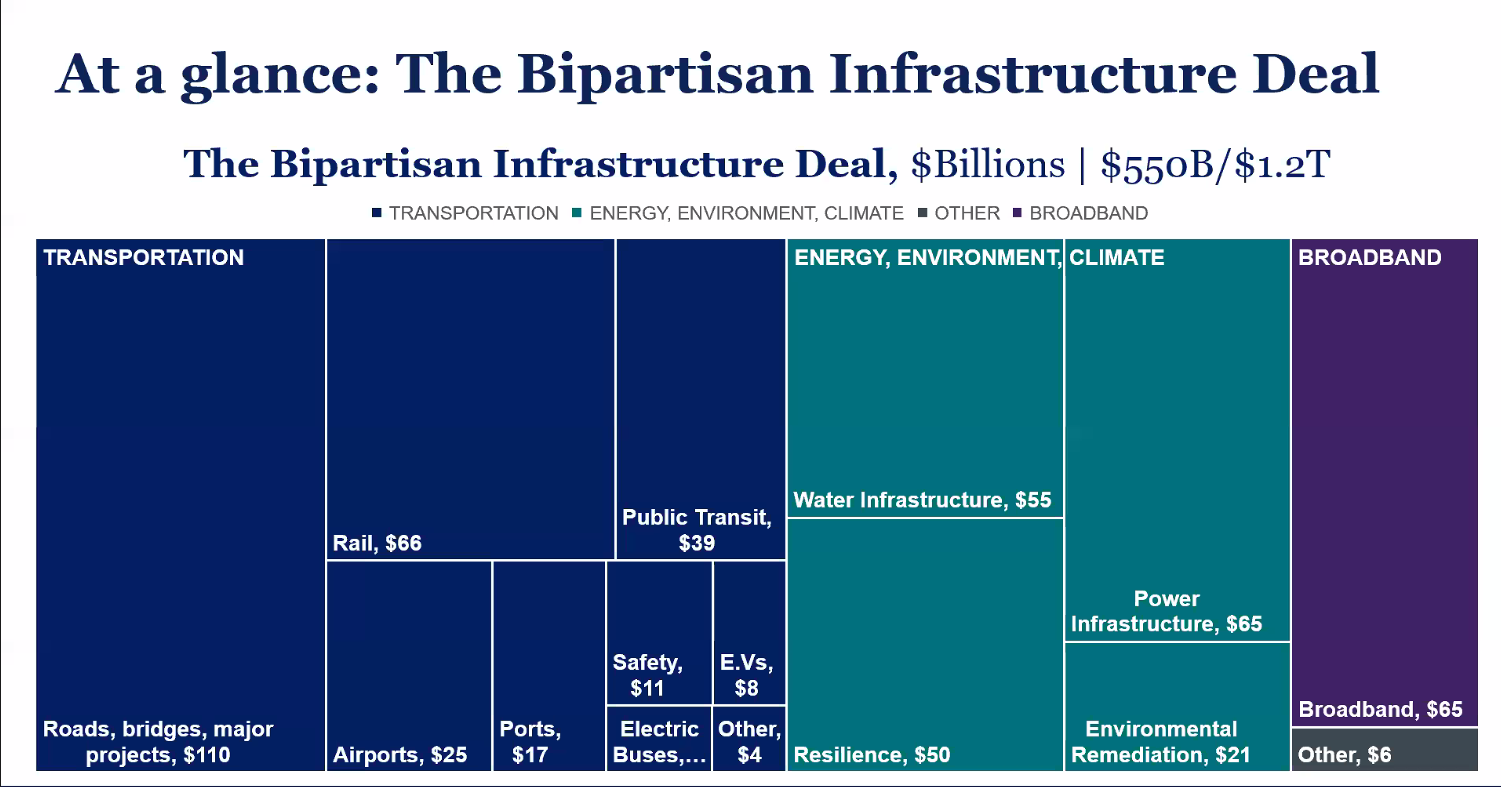 At a glance: The Bipartisan Infrastructure Deal
The Bipartisan Infrastructure Deal, $Billions | $550B/$1.2T
TRANSPORTATION
ENERGY, ENVIRONMENT, CLIMATE
OTHER
BROADBAND
TRANSPORTATION
Roads, bridges, major
projects, $110
Rail, $66
Public Transit,
$39
Airports, $25
Ports,
$17
Safety,
$11
E.Vs,
$8
Electric
Buses,...
Other,
$4
ENERGY, ENVIRONMENT, CLIMATE
Water Infrastructure, $55
Resilience, $50
Power
Infrastructure, $65
Environmental
Remediation, $21
BROADBAND
Broadband, $65
Other, $6